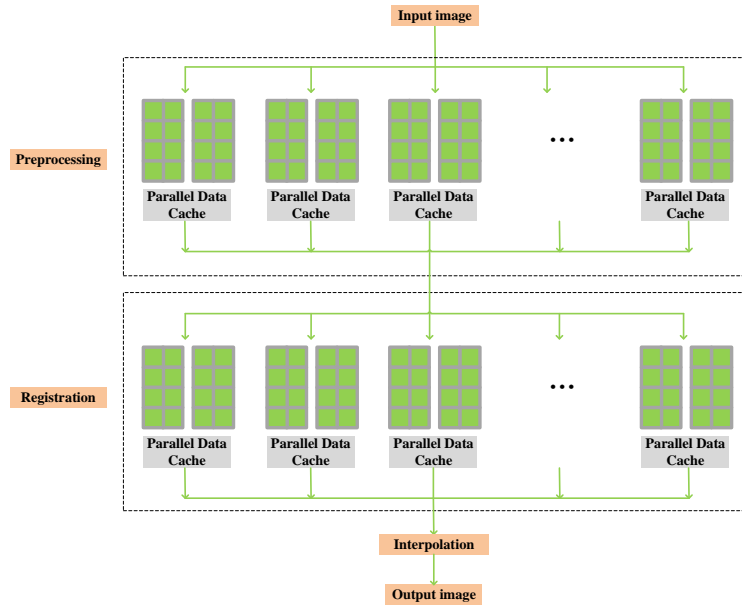 Input image
Preprocessing
Parallel Data
Cache
Parallel Data
Cache
Parallel Data
Cache
...
Parallel Data
Cache
Registration
Parallel Data
Cache
Parallel Data
Cache
Parallel Data
Cache
...
Parallel Data
Cache
Interpolation
Output image